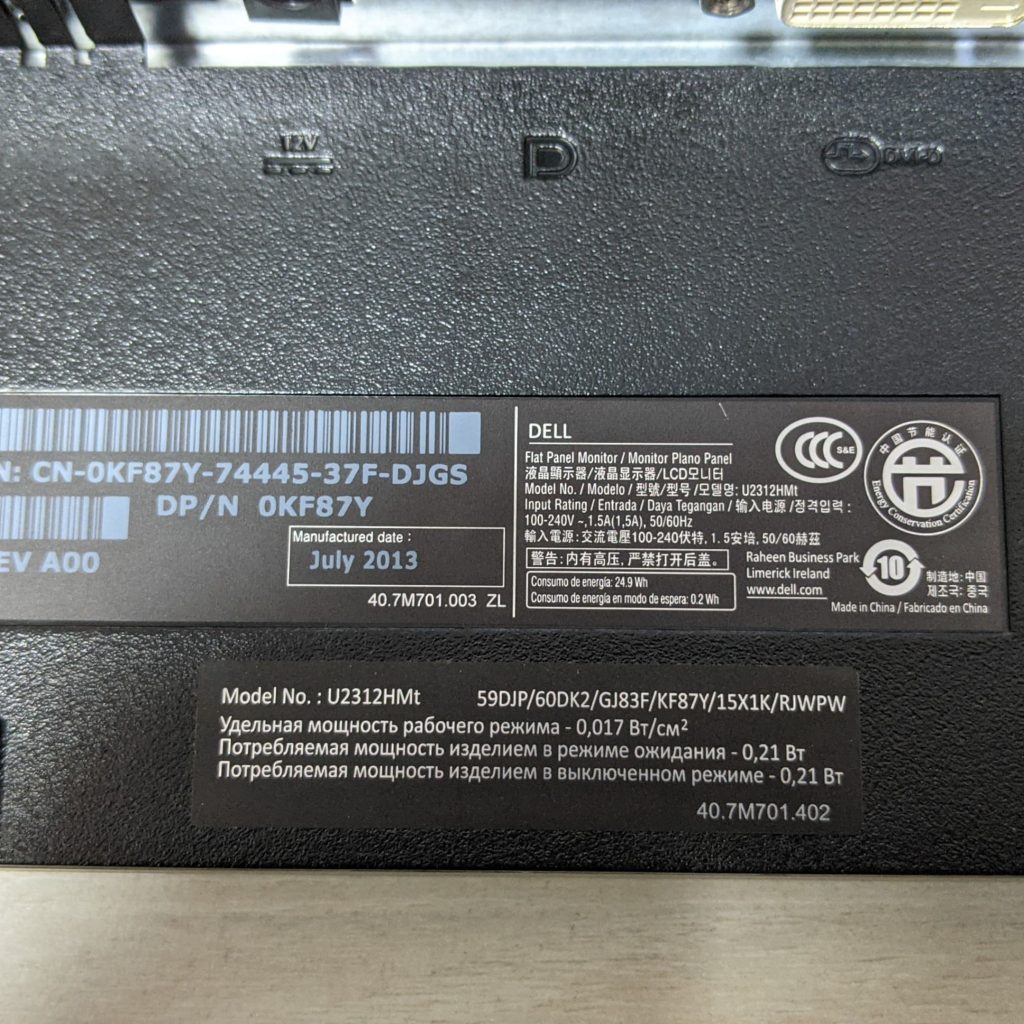 12V
N: CN-0KF87Y-74445-37F-DJGS
DP/N 0KF87Y
EV A00
Manufactured date :
July 2013
40.7M701.003 ZL
DELL
Flat Panel Monitor / Monitor Plano Panel
液晶顯示器/液晶显示器/LCD모니터
Model No. / Modelo / 型號/型号 /모델명: U2312HMt
Input Rating / Entrada / Daya Tegangan / 输入电源 /정격입력 :
100-240V ~,1.5A(1,5A), 50/60Hz
輸入電源：交流電壓100-240伏特, 1. 5安培, 50/60赫茲
警告: 内有高压, 严禁打开后盖。
Consumo de energía: 24.9 Wh
Consumo de energía en modo de espera: 0.2 Wh
Raheen Business Park
Limerick Ireland
www.dell.com
CCC S&E
中国节能认证
Energy Conservation Certification
10
制造地: 中国
제조국: 중국
Made in China / Fabricado en China
Model No. : U2312HMt 59DJP/60DK2/GJ83F/KF87Y/15X1K/RJWPW
Удельная мощность рабочего режима - 0,017 Вт/см²
Потребляемая мощность изделием в режиме ожидания - 0,21 Вт
Потребляемая мощность изделием в выключенном режиме - 0,21 Вт
40.7M701.402